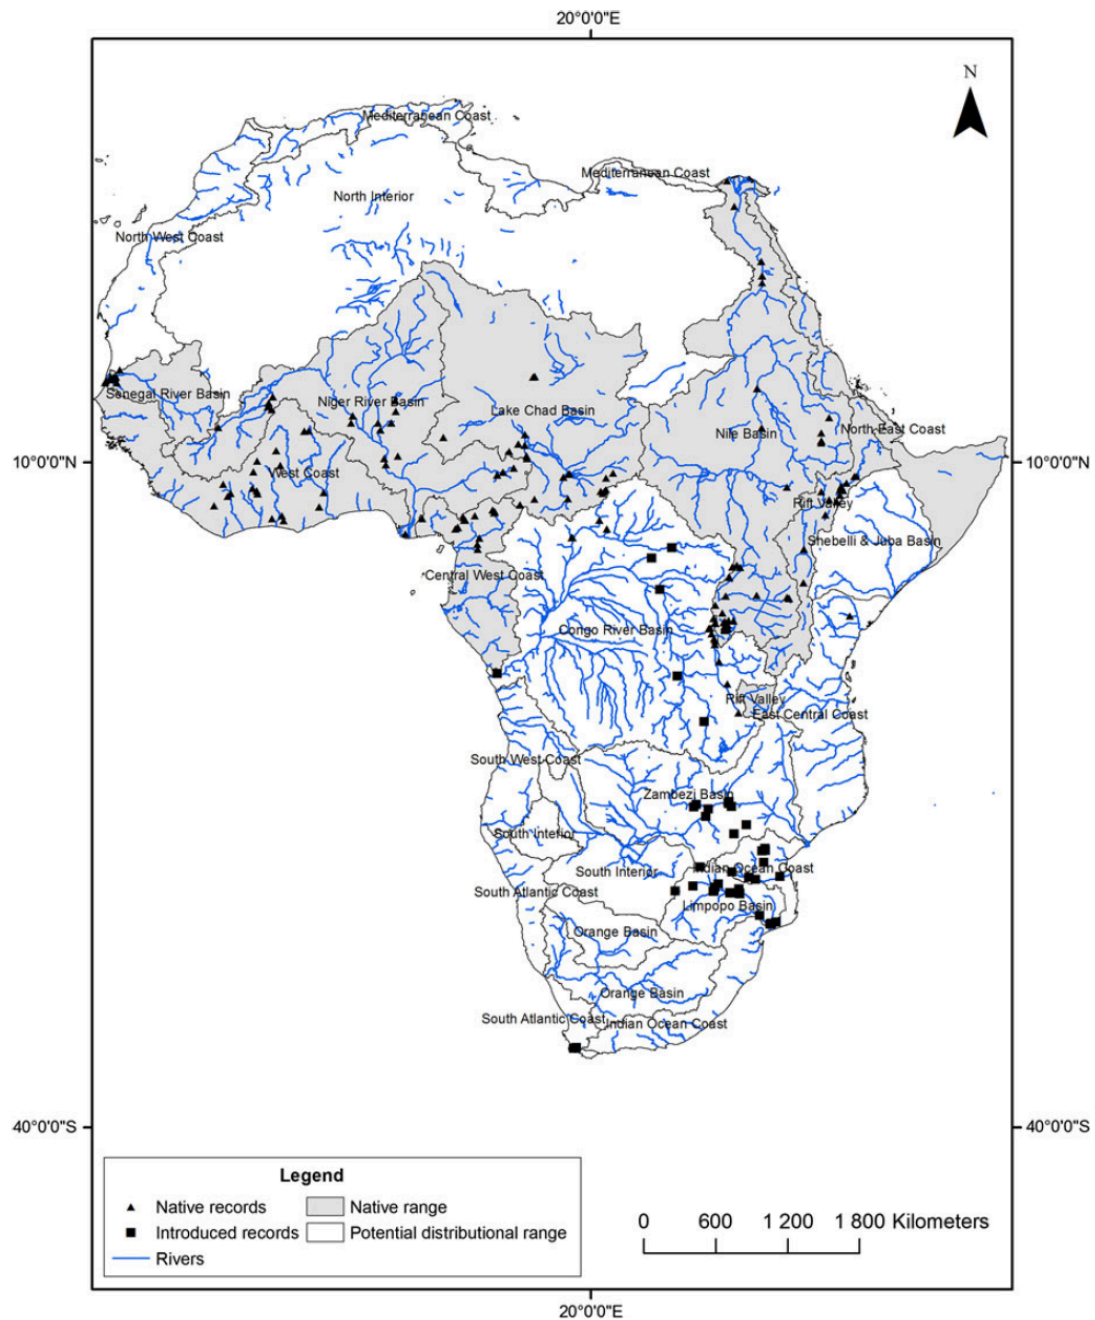 20°0'0"E
N
Mediterranean Coast
Mediterranean Coast
North Interior
North West Coast
Senegal River Basin
Niger River Basin
Lake Chad Basin
Nile Basin
North East Coast
10°0'0"N
10°0'0"N
West Coast
Rift Valley
Shebelli & Juba Basin
Central West Coast
Congo River Basin
Rift Valley
East Central Coast
South West Coast
Zambezi Basin
South Interior
South Interior
Indian Ocean Coast
South Atlantic Coast
Limpopo Basin
Orange Basin
Orange Basin
South Atlantic Coast
Indian Ocean Coast
40°0'0"S
40°0'0"S
Legend
Native records
Native range
Introduced records
Potential distributional range
Rivers
0 600 1 200 1 800 Kilometers
20°0'0"E